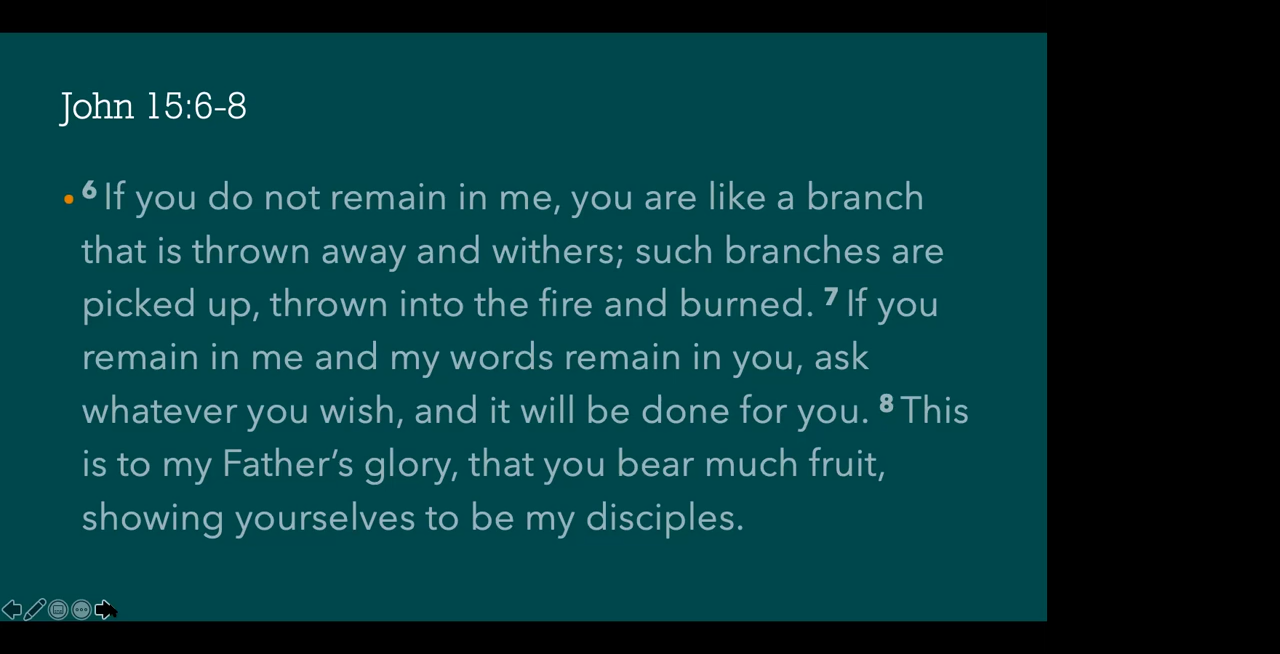 John 15:6-8
• 6 If you do not remain in me, you are like a branch
that is thrown away and withers; such branches are
picked up, thrown into the fire and burned. 7 If you
remain in me and my words remain in you, ask
whatever you wish, and it will be done for you. 8 This
is to my Father’s glory, that you bear much fruit,
showing yourselves to be my disciples.